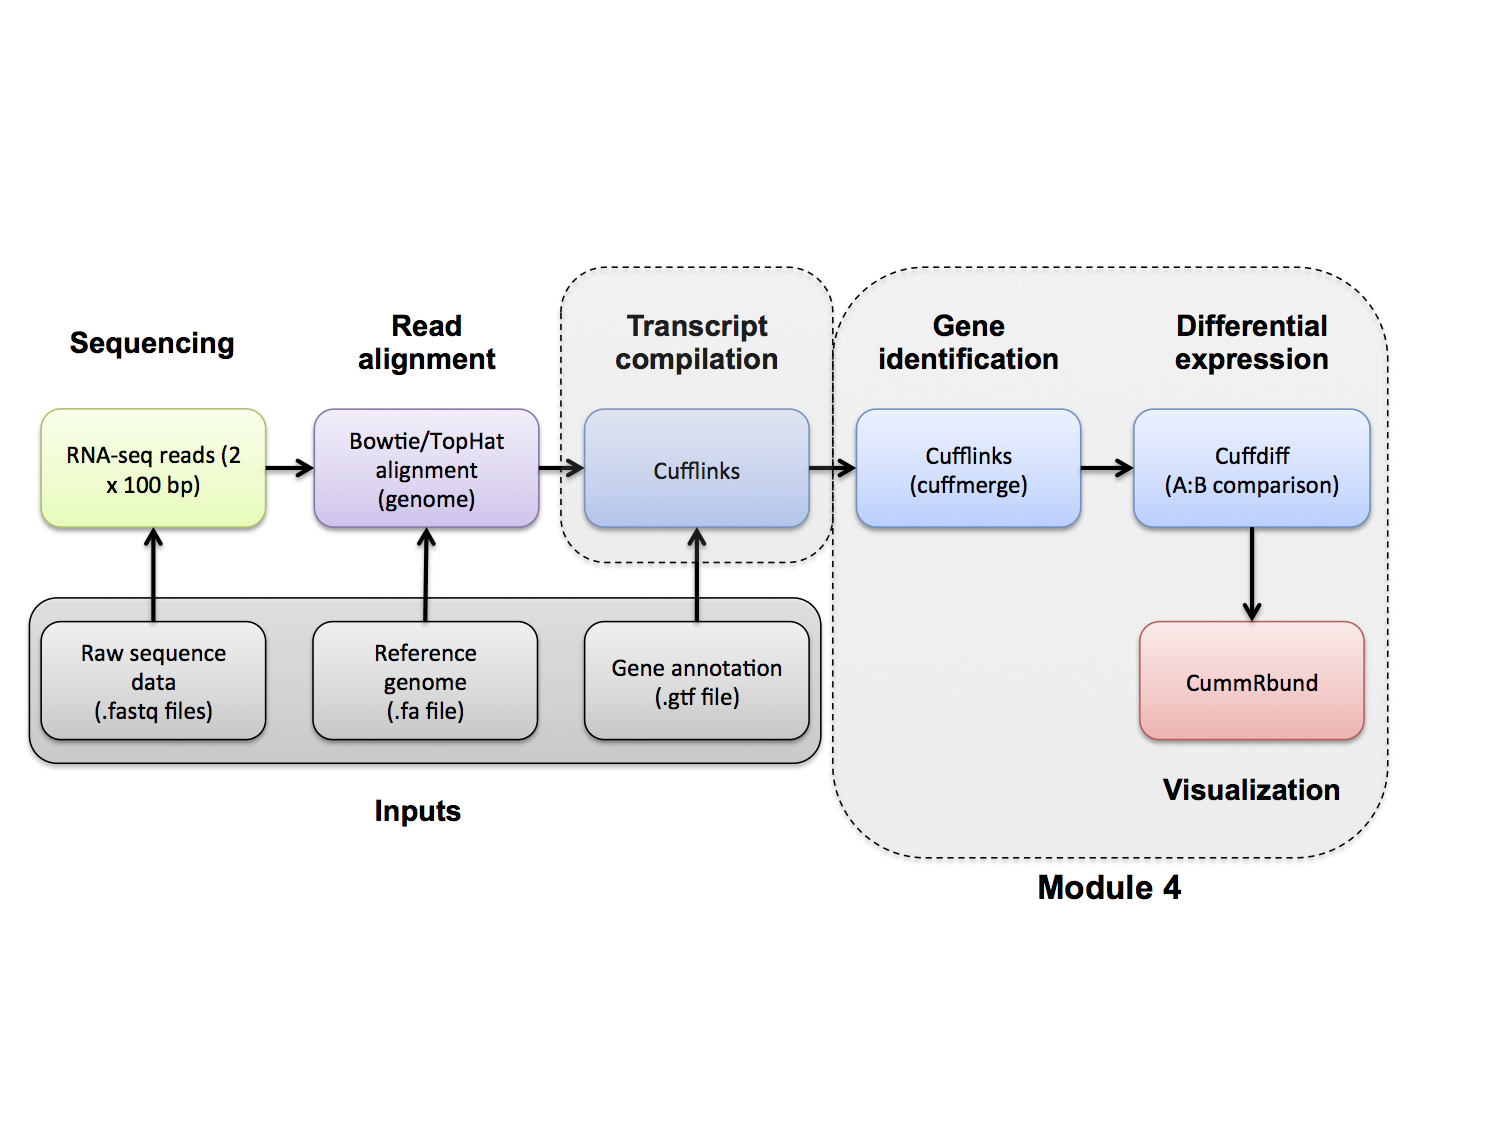 Sequencing
Read
alignment
Transcript
compilation
Gene
identification
Differential
expression
RNA-seq reads (2
x 100 bp)
Bowtie/TopHat
alignment
(genome)
Cufflinks
Cufflinks
(cuffmerge)
Cuffdiff
(A:B comparison)
Raw sequence
data
(.fastq files)
Reference
genome
(.fa file)
Gene annotation
(.gtf file)
CummRbund
Inputs
Visualization
Module 4